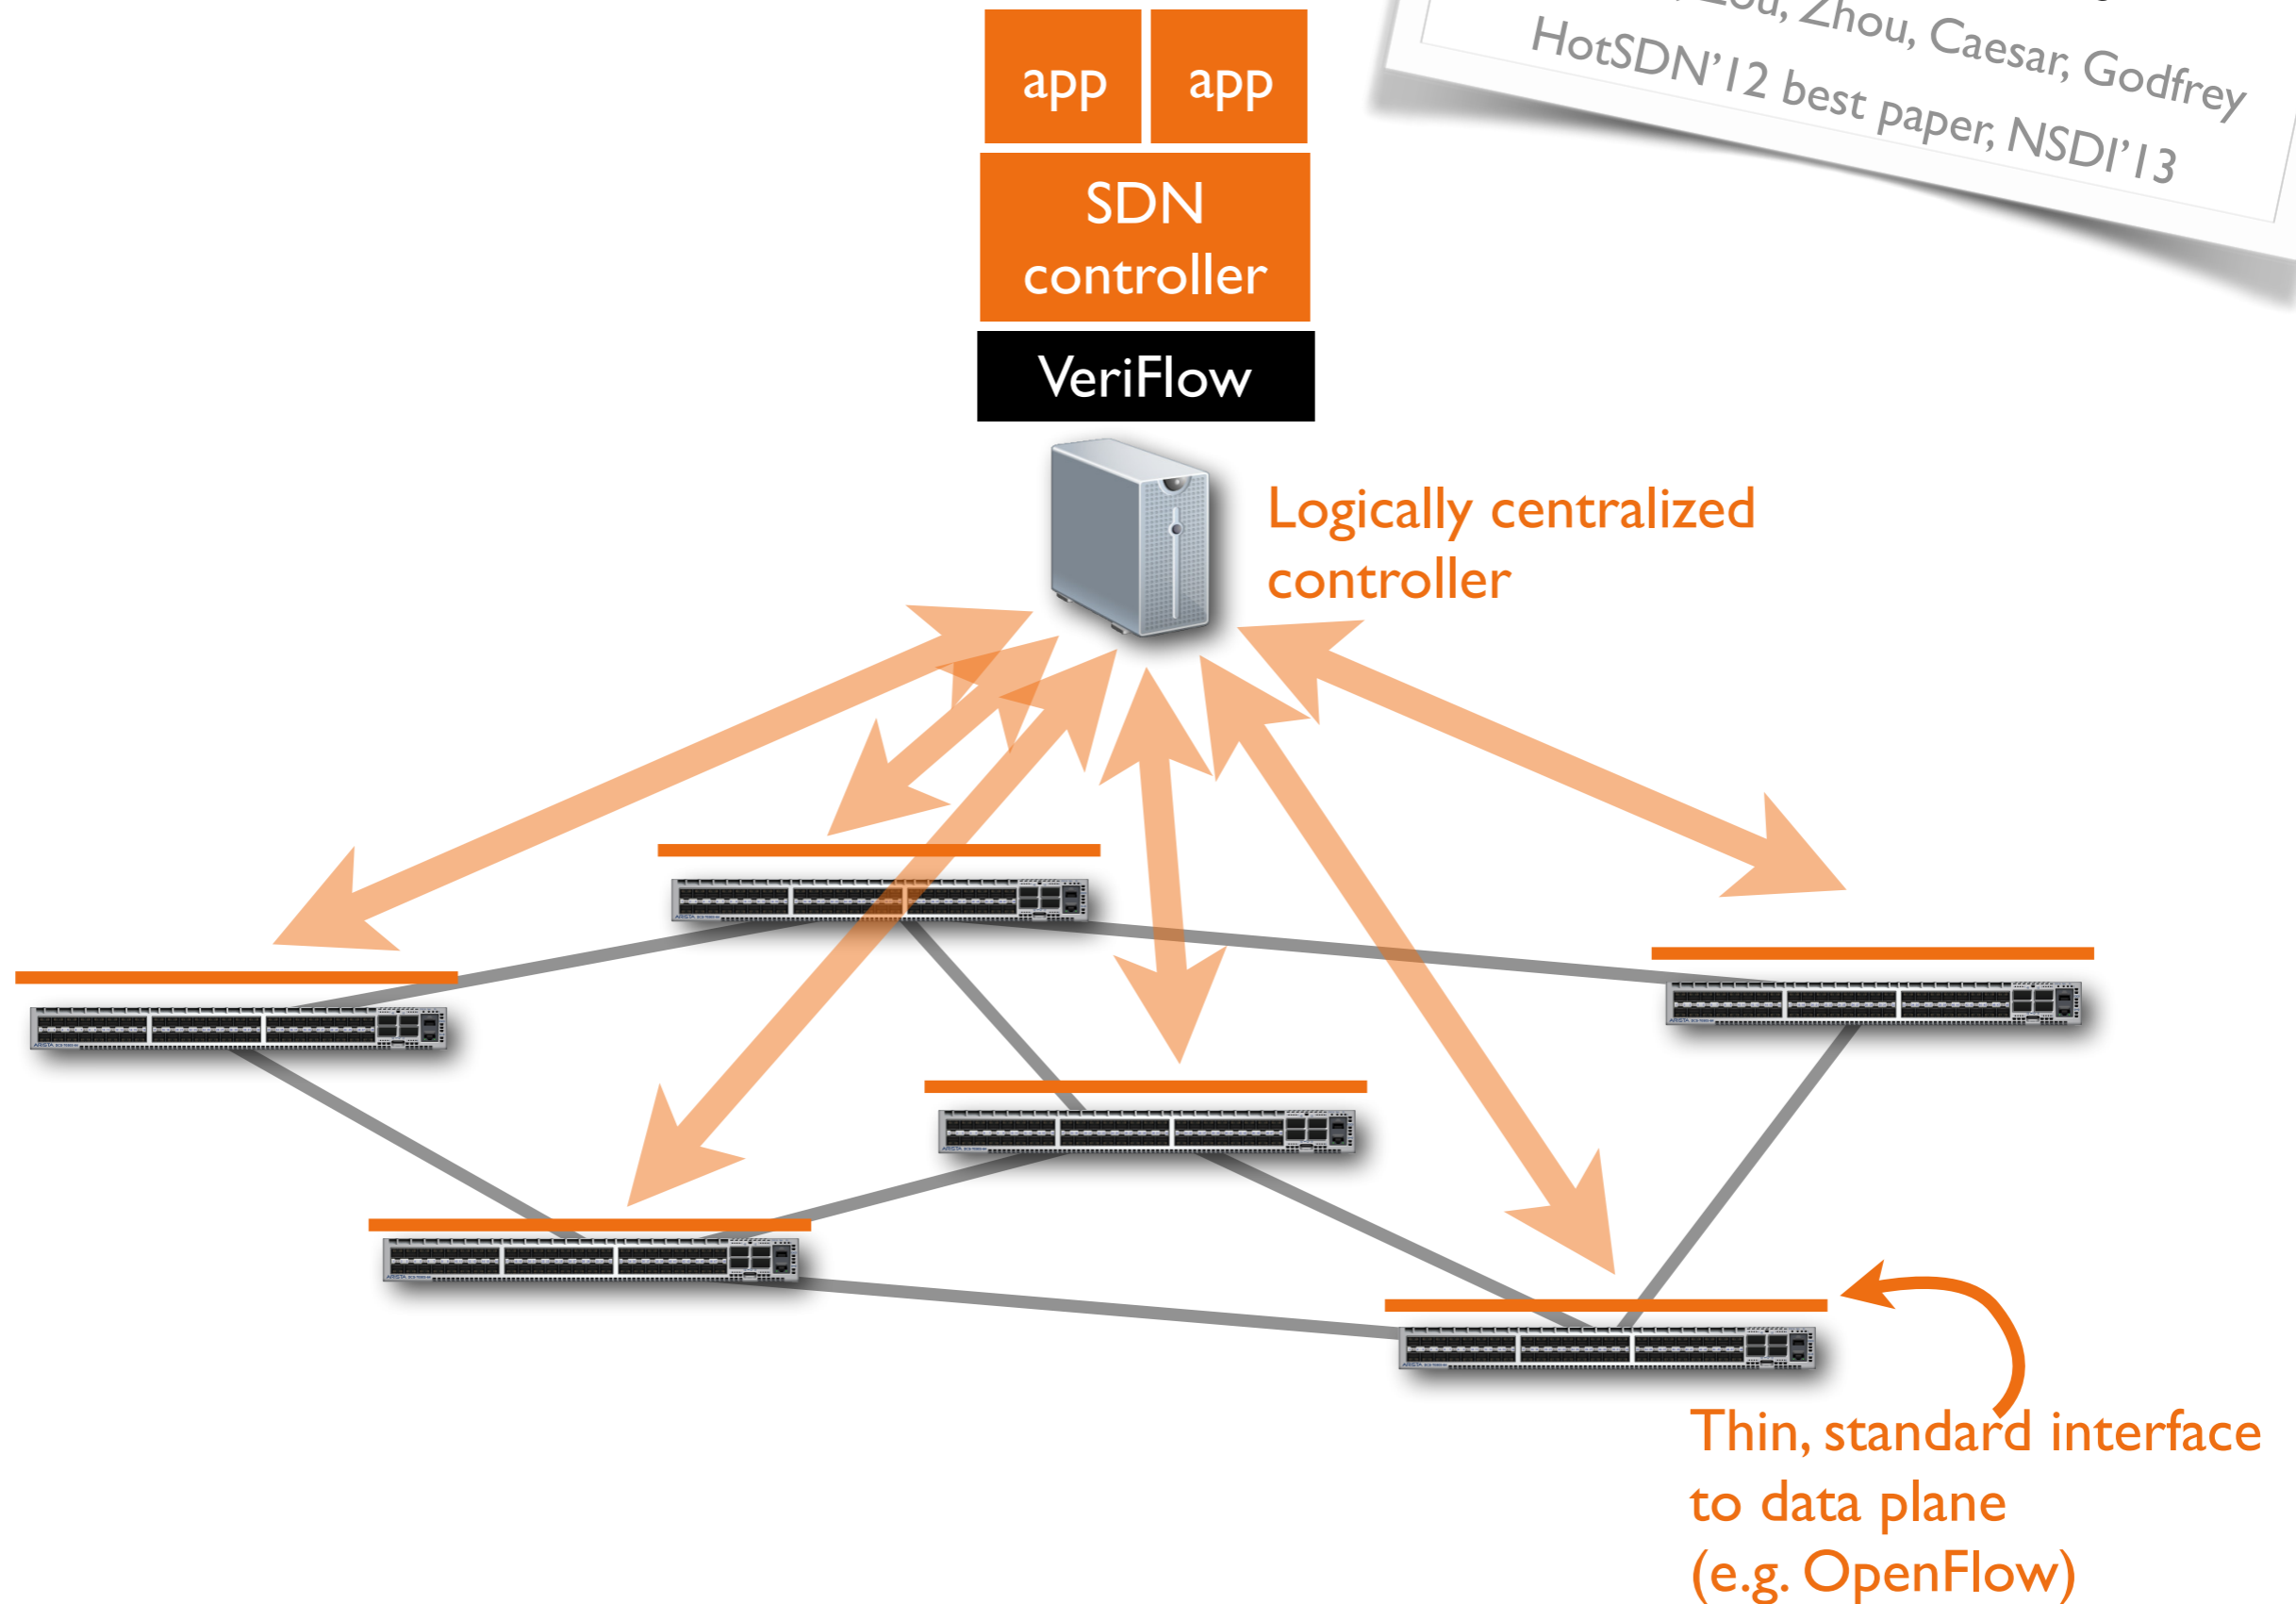 Zhou, Caesar, Godfrey
HotSDN'12 best paper, NSDI'13
app app
SDN
controller
VeriFlow
Logically centralized
controller
Thin, standard interface
to data plane
(e.g. OpenFlow)